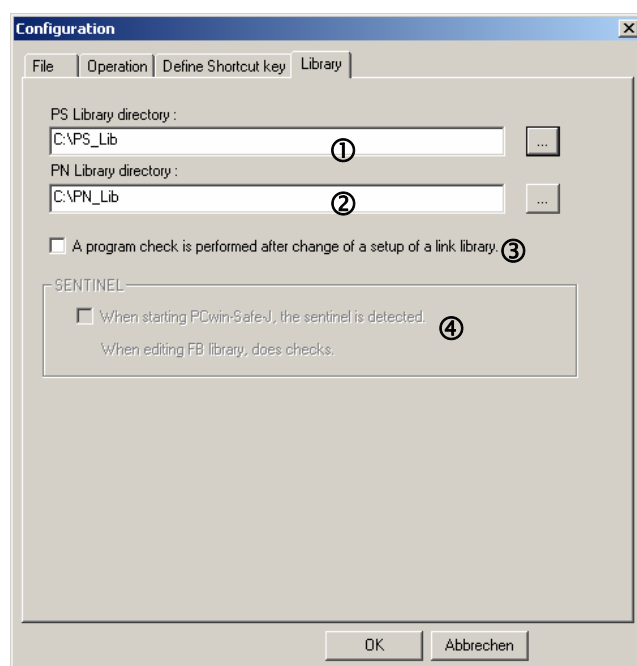 Configuration
File Operation Define Shortcut key Library
PS Library directory :
C:\PS_Lib ① ...
PN Library directory :
C:\PN_Lib ② ...
A program check is performed after change of a setup of a link library. ③
SENTINEL
When starting PCwin-Safe-J, the sentinel is detected. ④
When editing FB library, does checks.
OK Abbrechen